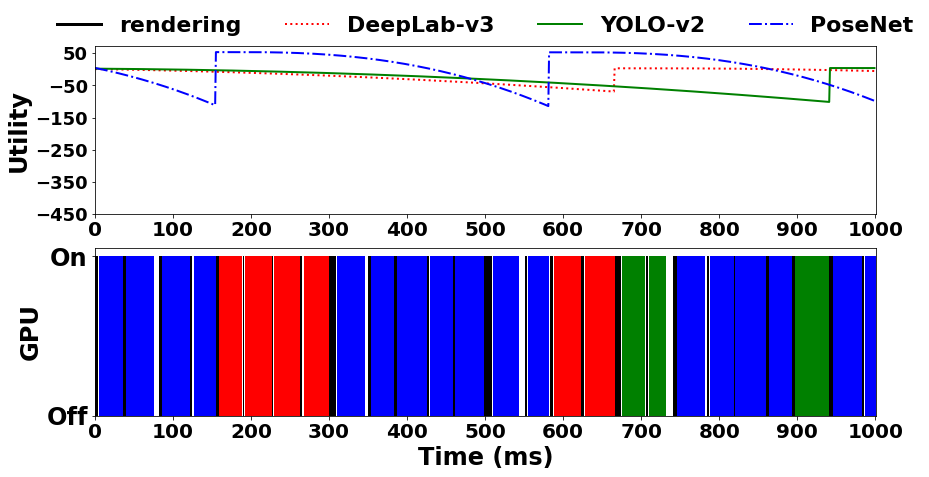 rendering DeepLab-v3 YOLO-v2 PoseNet
50
−50
−150
−250
−350
−450
Utility
0 100 200 300 400 500 600 700 800 900 1000
On
Off
GPU
0 100 200 300 400 500 600 700 800 900 1000
Time (ms)